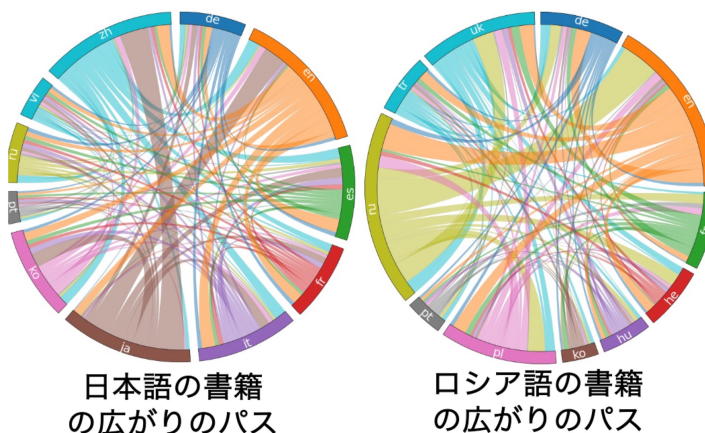 zh
de
en
es
fr
it
ja
ko
pt
ru
vi
日本語の書籍
の広がりのパス
uk
de
en
he
hu
ko
pl
pt
ru
tr
ロシア語の書籍
の広がりのパス